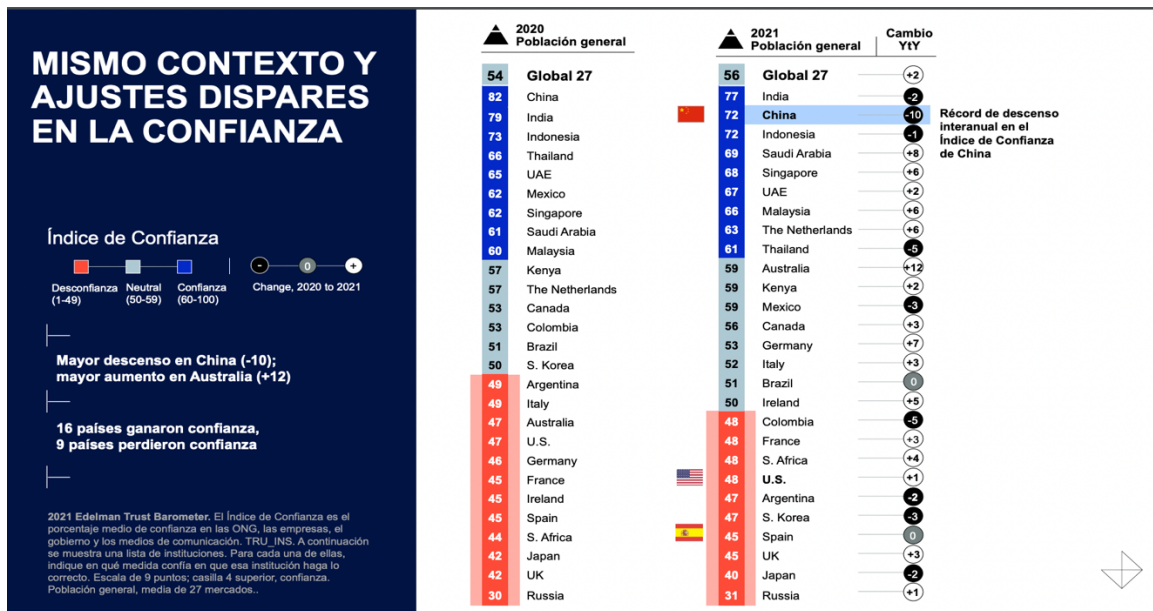 MISMO CONTEXTO Y
AJUSTES DISPARES
EN LA CONFIANZA
Índice de Confianza
Desconfianza
(1-49)
Neutral
(50-59)
Confianza
(60-100)
- 0 +
Change, 2020 to 2021
Mayor descenso en China (-10);
mayor aumento en Australia (+12)
16 países ganaron confianza,
9 países perdieron confianza
2021 Edelman Trust Barometer. El Índice de Confianza es el
porcentaje medio de confianza en las ONG, las empresas, el
gobierno y los medios de comunicación. TRU_INS. A continuación
se muestra una lista de instituciones. Para cada una de ellas,
indique en qué medida confía en que esa institución haga lo
correcto. Escala de 9 puntos; casilla 4 superior, confianza.
Población general, media de 27 mercados..
2020
Población general
54 Global 27
82 China
79 India
73 Indonesia
66 Thailand
65 UAE
62 Mexico
62 Singapore
61 Saudi Arabia
60 Malaysia
57 Kenya
57 The Netherlands
53 Canada
53 Colombia
51 Brazil
50 S. Korea
49 Argentina
49 Italy
47 Australia
47 U.S.
46 Germany
45 France
45 Ireland
45 Spain
44 S. Africa
42 Japan
42 UK
30 Russia
2021
Población general
Cambio
YtY
56 Global 27 +2
77 India -2
72 China -10
72 Indonesia -1
69 Saudi Arabia +8
68 Singapore +6
67 UAE +2
66 Malaysia +6
63 The Netherlands +6
61 Thailand -5
59 Australia +12
59 Kenya +2
59 Mexico -3
56 Canada +3
53 Germany +7
52 Italy +3
51 Brazil 0
50 Ireland +5
48 Colombia -5
48 France +3
48 S. Africa +4
48 U.S. +1
47 Argentina -2
47 S. Korea -3
45 Spain 0
45 UK +3
40 Japan -2
31 Russia +1
Récord de descenso
interanual en el
Índice de Confianza
de China